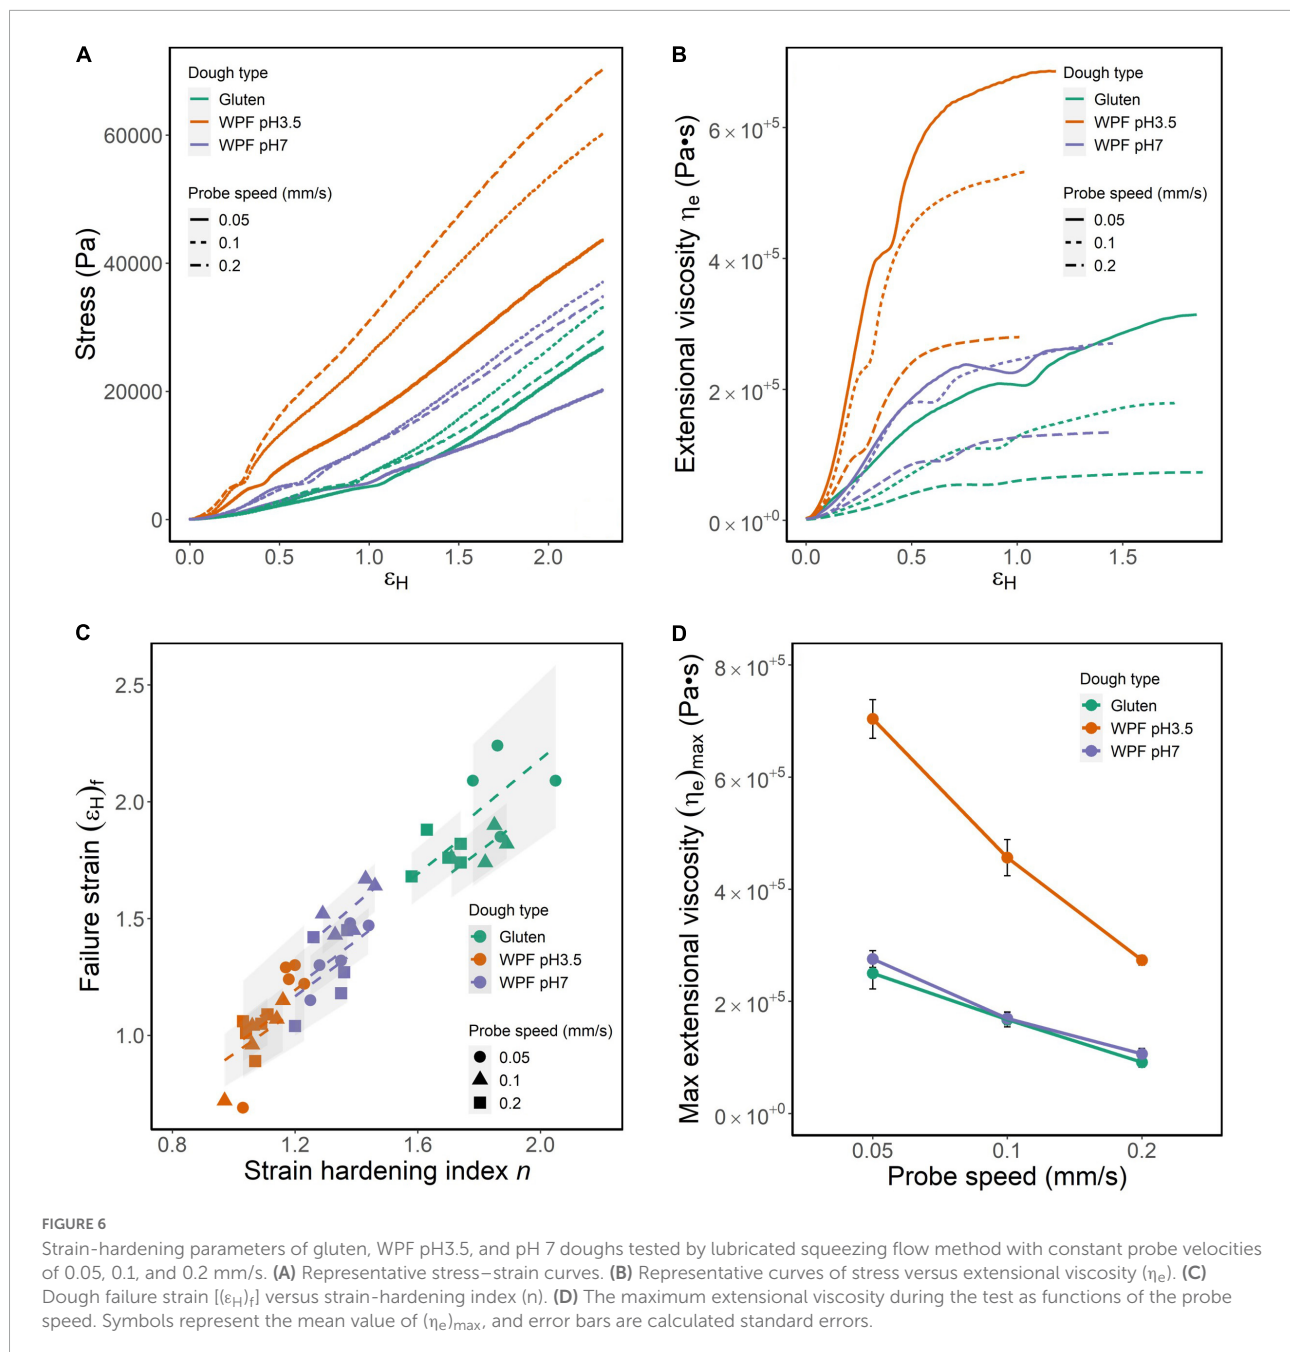 A
Dough type
Gluten
WPF pH3.5
WPF pH7
Probe speed (mm/s)
0.05
0.1
0.2
Stress (Pa)
60000
40000
20000
0
0.0 0.5 1.0 1.5 2.0
εH
B
Dough type
Gluten
WPF pH3.5
WPF pH7
Probe speed (mm/s)
0.05
0.1
0.2
Extensional viscosity ηe (Pa•s)
6 × 10+5
4 × 10+5
2 × 10+5
0 × 10+0
0.0 0.5 1.0 1.5
εH
C
Failure strain (εH)f
2.5
2.0
1.5
1.0
Dough type
Gluten
WPF pH3.5
WPF pH7
Probe speed (mm/s)
0.05
0.1
0.2
0.8 1.2 1.6 2.0
Strain hardening index n
D
Max extensional viscosity (ηe)max (Pa•s)
8 × 10+5
6 × 10+5
4 × 10+5
2 × 10+5
0 × 10+0
Dough type
Gluten
WPF pH3.5
WPF pH7
0.05 0.1 0.2
Probe speed (mm/s)
FIGURE 6
Strain-hardening parameters of gluten, WPF pH3.5, and pH 7 doughs tested by lubricated squeezing flow method with constant probe velocities
of 0.05, 0.1, and 0.2 mm/s. (A) Representative stress–strain curves. (B) Representative curves of stress versus extensional viscosity (ηe). (C)
Dough failure strain [(εH)f] versus strain-hardening index (n). (D) The maximum extensional viscosity during the test as functions of the probe
speed. Symbols represent the mean value of (ηe)max, and error bars are calculated standard errors.